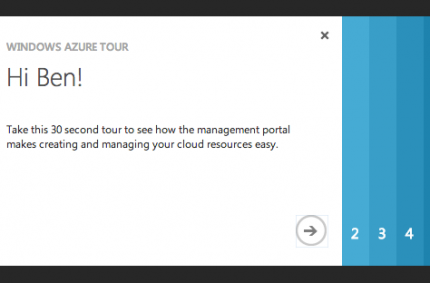 WINDOWS AZURE TOUR
Hi Ben!
Take this 30 second tour to see how the management portal
makes creating and managing your cloud resources easy.
2 3 4